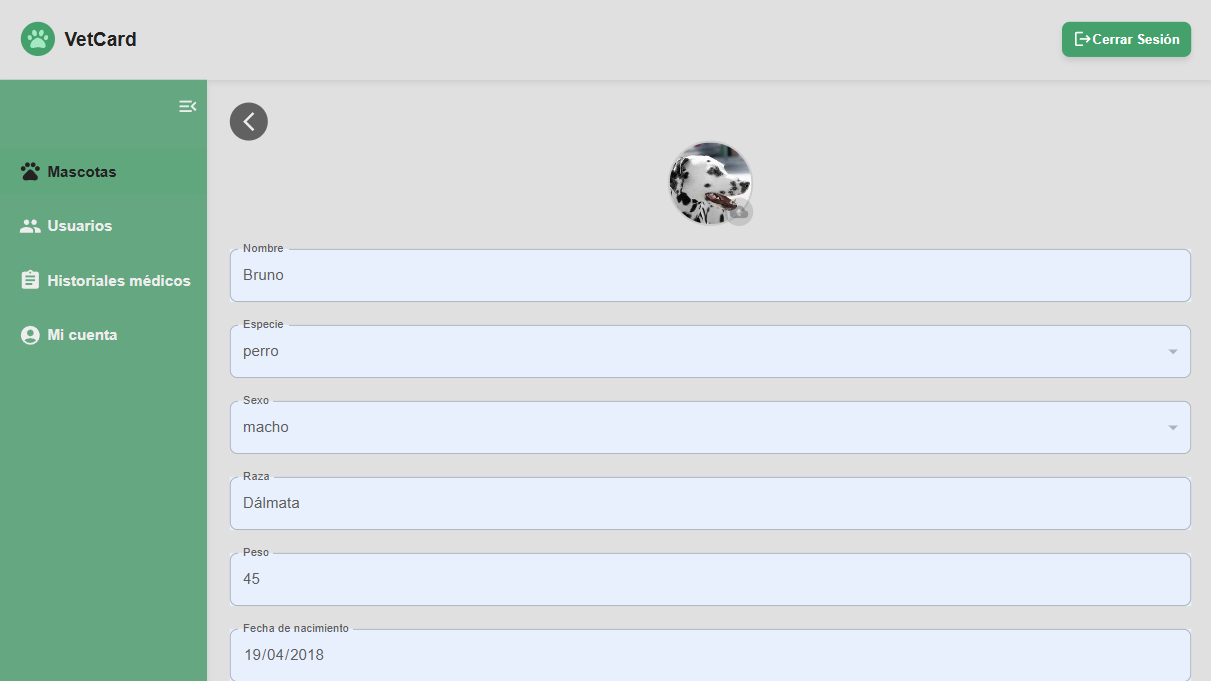 VetCard
Cerrar Sesión
Mascotas
Usuarios
Historiales médicos
Mi cuenta
Nombre
Bruno
Especie
perro
Sexo
macho
Raza
Dálmata
Peso
45
Fecha de nacimiento
19/04/2018